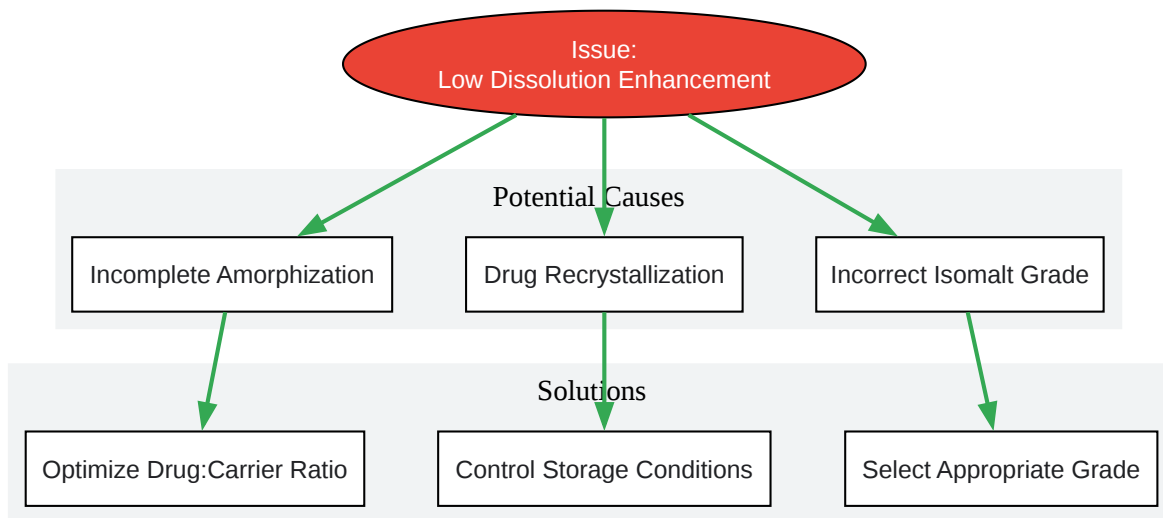 Issue:
Low Dissolution Enhancement
Potential Causes
Incomplete Amorphization
Drug Recrystallization
Incorrect Isomalt Grade
Solutions
Optimize Drug:Carrier Ratio
Control Storage Conditions
Select Appropriate Grade